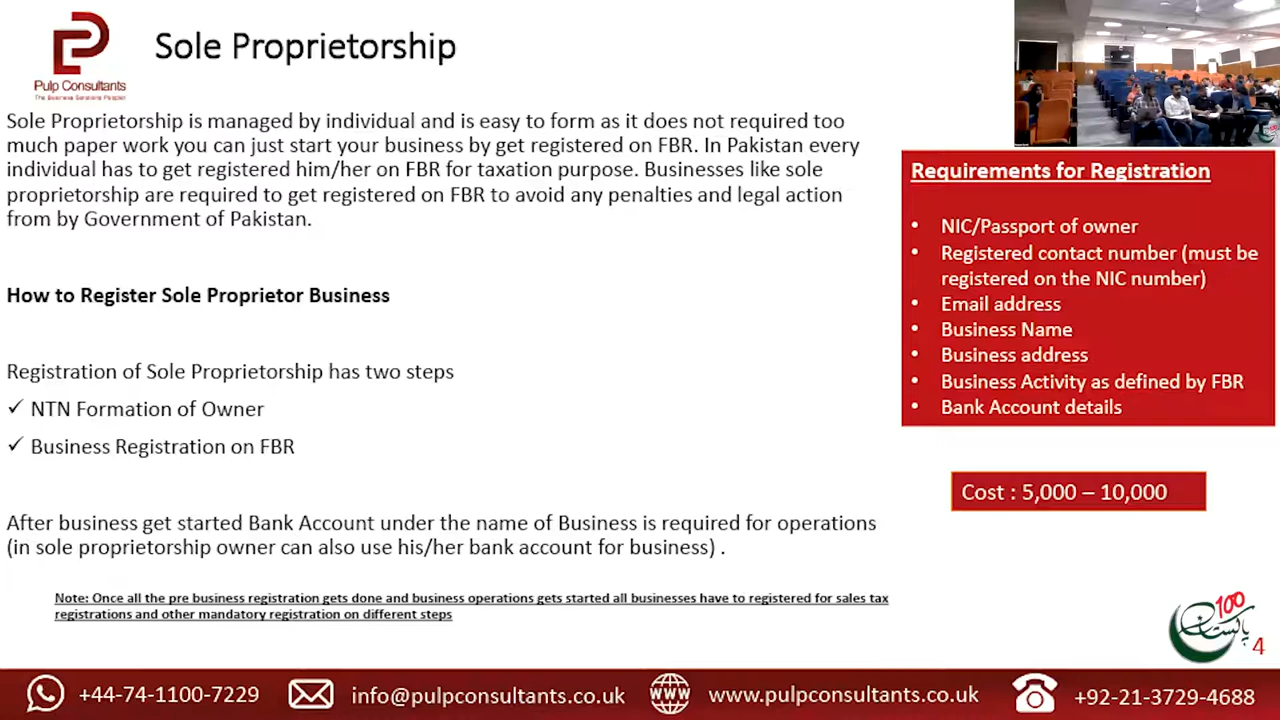 Pulp Consultants
The Business Solutions People!
Sole Proprietorship
Sole Proprietorship is managed by individual and is easy to form as it does not required too
much paper work you can just start your business by get registered on FBR. In Pakistan every
individual has to get registered him/her on FBR for taxation purpose. Businesses like sole
proprietorship are required to get registered on FBR to avoid any penalties and legal action
from by Government of Pakistan.
How to Register Sole Proprietor Business
Registration of Sole Proprietorship has two steps
✓ NTN Formation of Owner
✓ Business Registration on FBR
After business get started Bank Account under the name of Business is required for operations
(in sole proprietorship owner can also use his/her bank account for business) .
Note: Once all the pre business registration gets done and business operations gets started all businesses have to registered for sales tax
registrations and other mandatory registration on different steps
Requirements for Registration
• NIC/Passport of owner
• Registered contact number (must be
registered on the NIC number)
• Email address
• Business Name
• Business address
• Business Activity as defined by FBR
• Bank Account details
Cost : 5,000 – 10,000
100
پاکستان
4
+44-74-1100-7229
info@pulpconsultants.co.uk
www.pulpconsultants.co.uk
+92-21-3729-4688